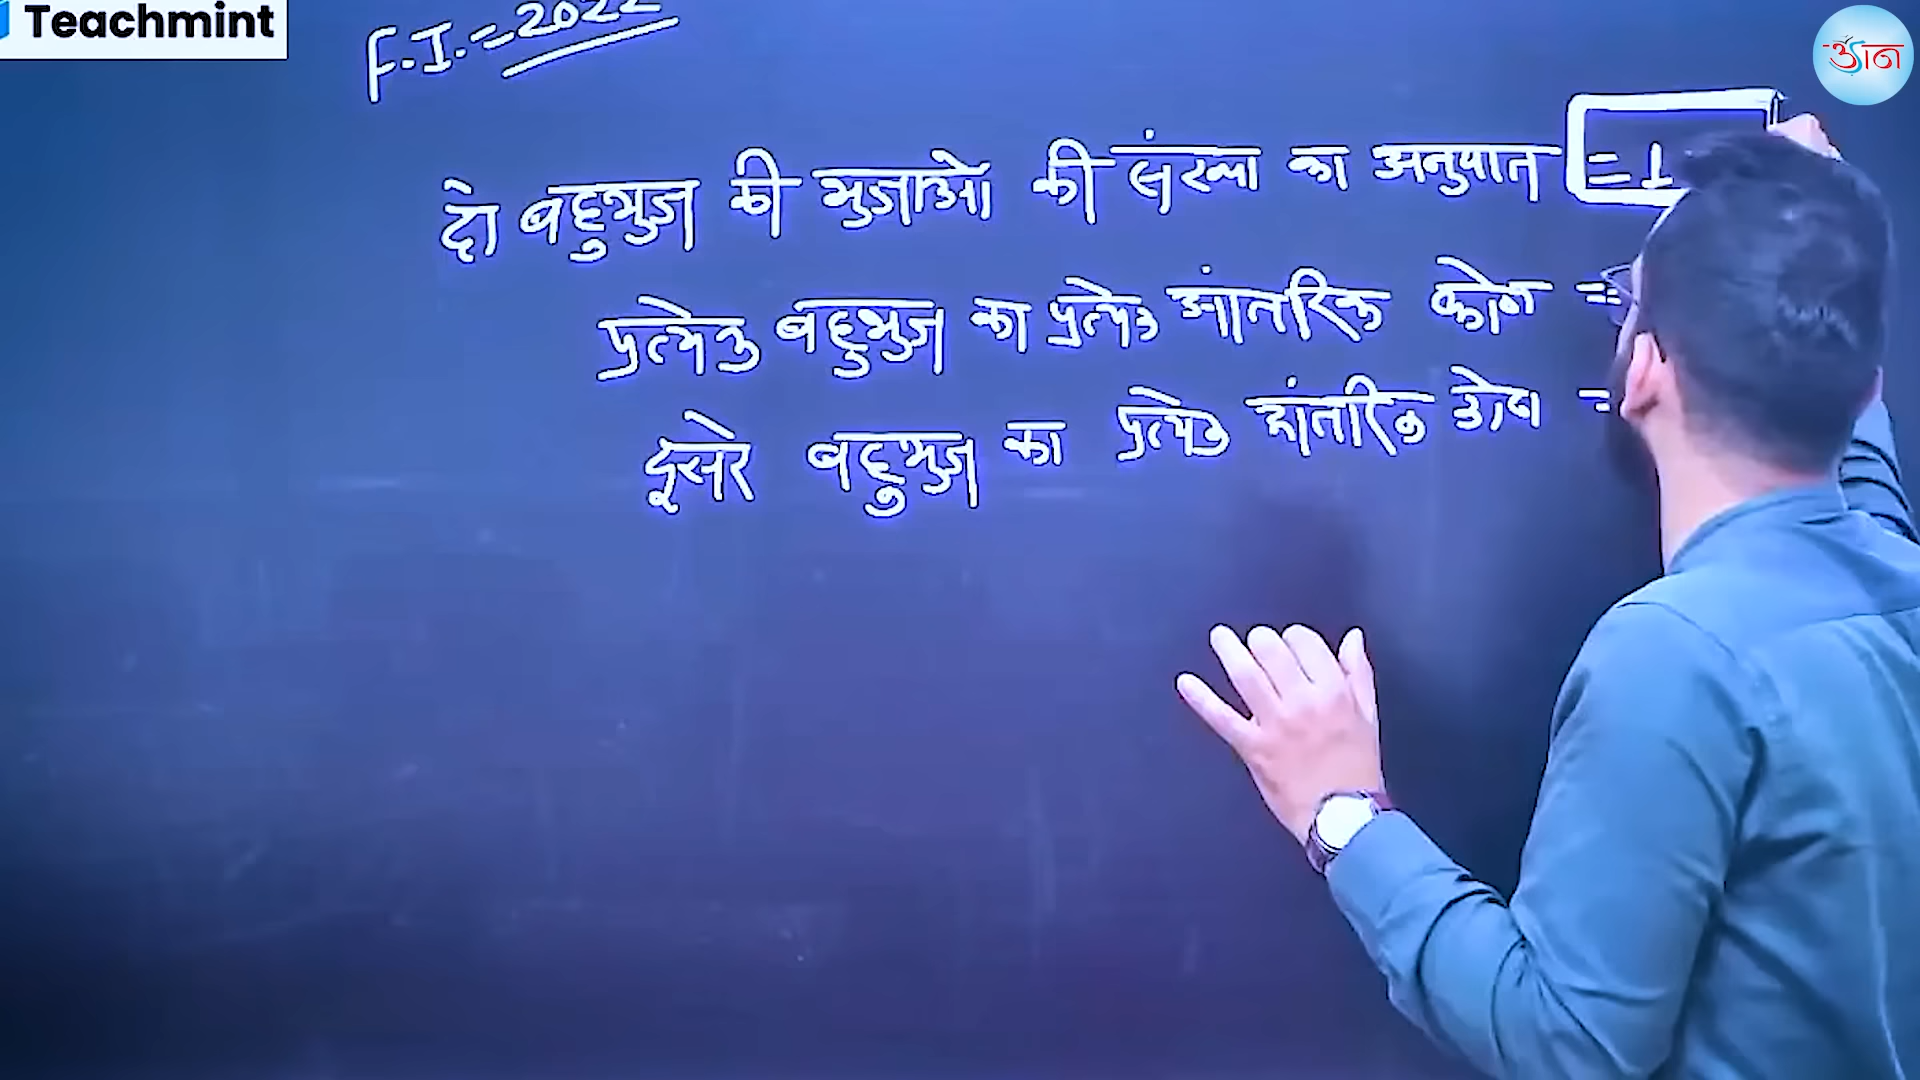 Teachmint
F.I. = 2022
दो बहुभुज की भुजाओ की संख्या का अनुपात = 1
प्रत्येक बहुभुज का प्रत्येक आंतरिक कोण =
दूसरे बहुभुज का प्रत्येक आंतरिक कोण =